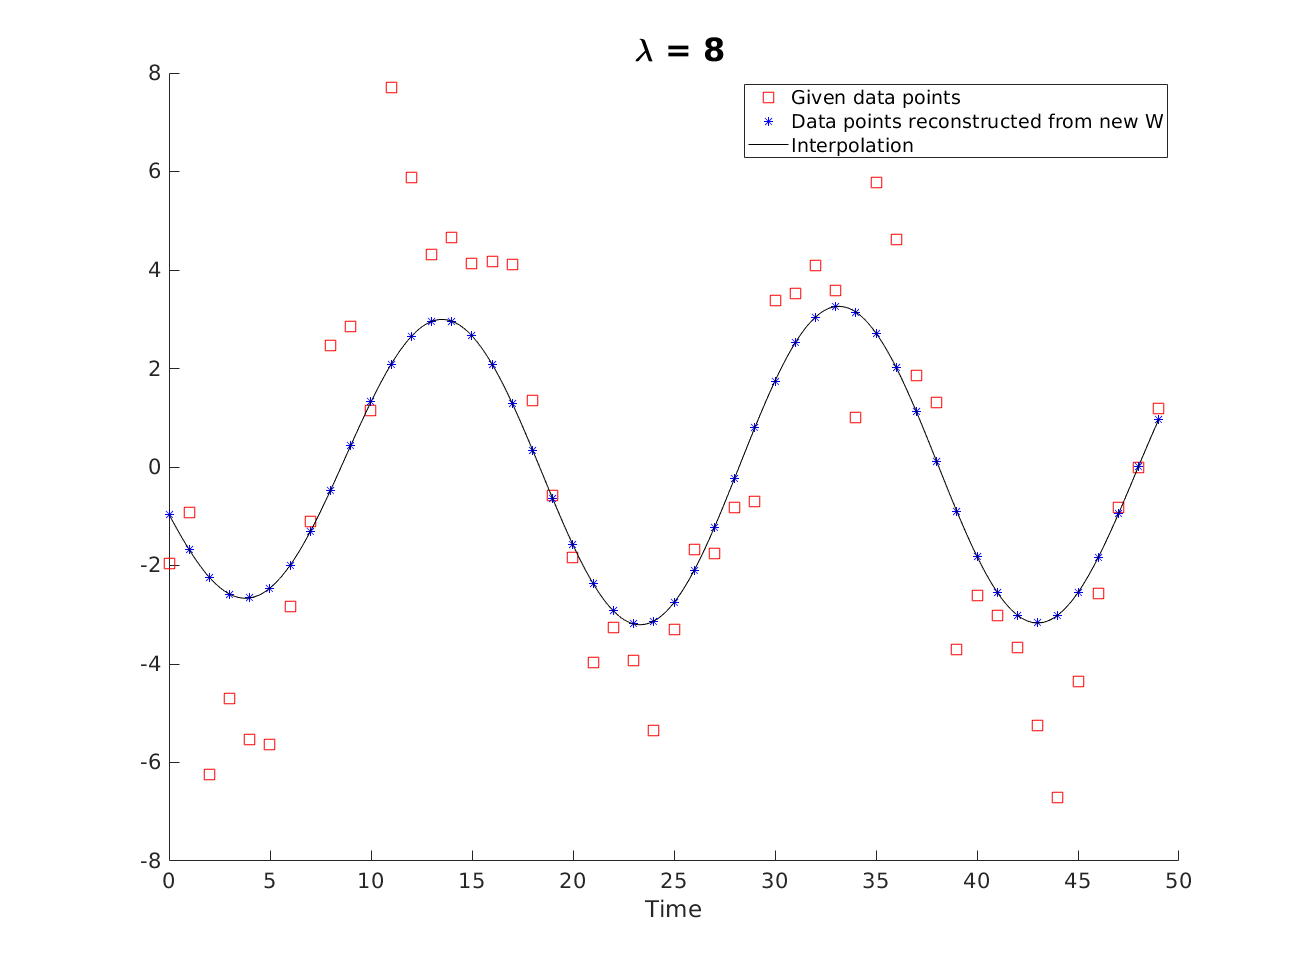 λ = 8
8
6
4
2
0
-2
-4
-6
-8
Given data points
Data points reconstructed from new W
Interpolation
0 5 10 15 20 25 30 35 40 45 50
Time